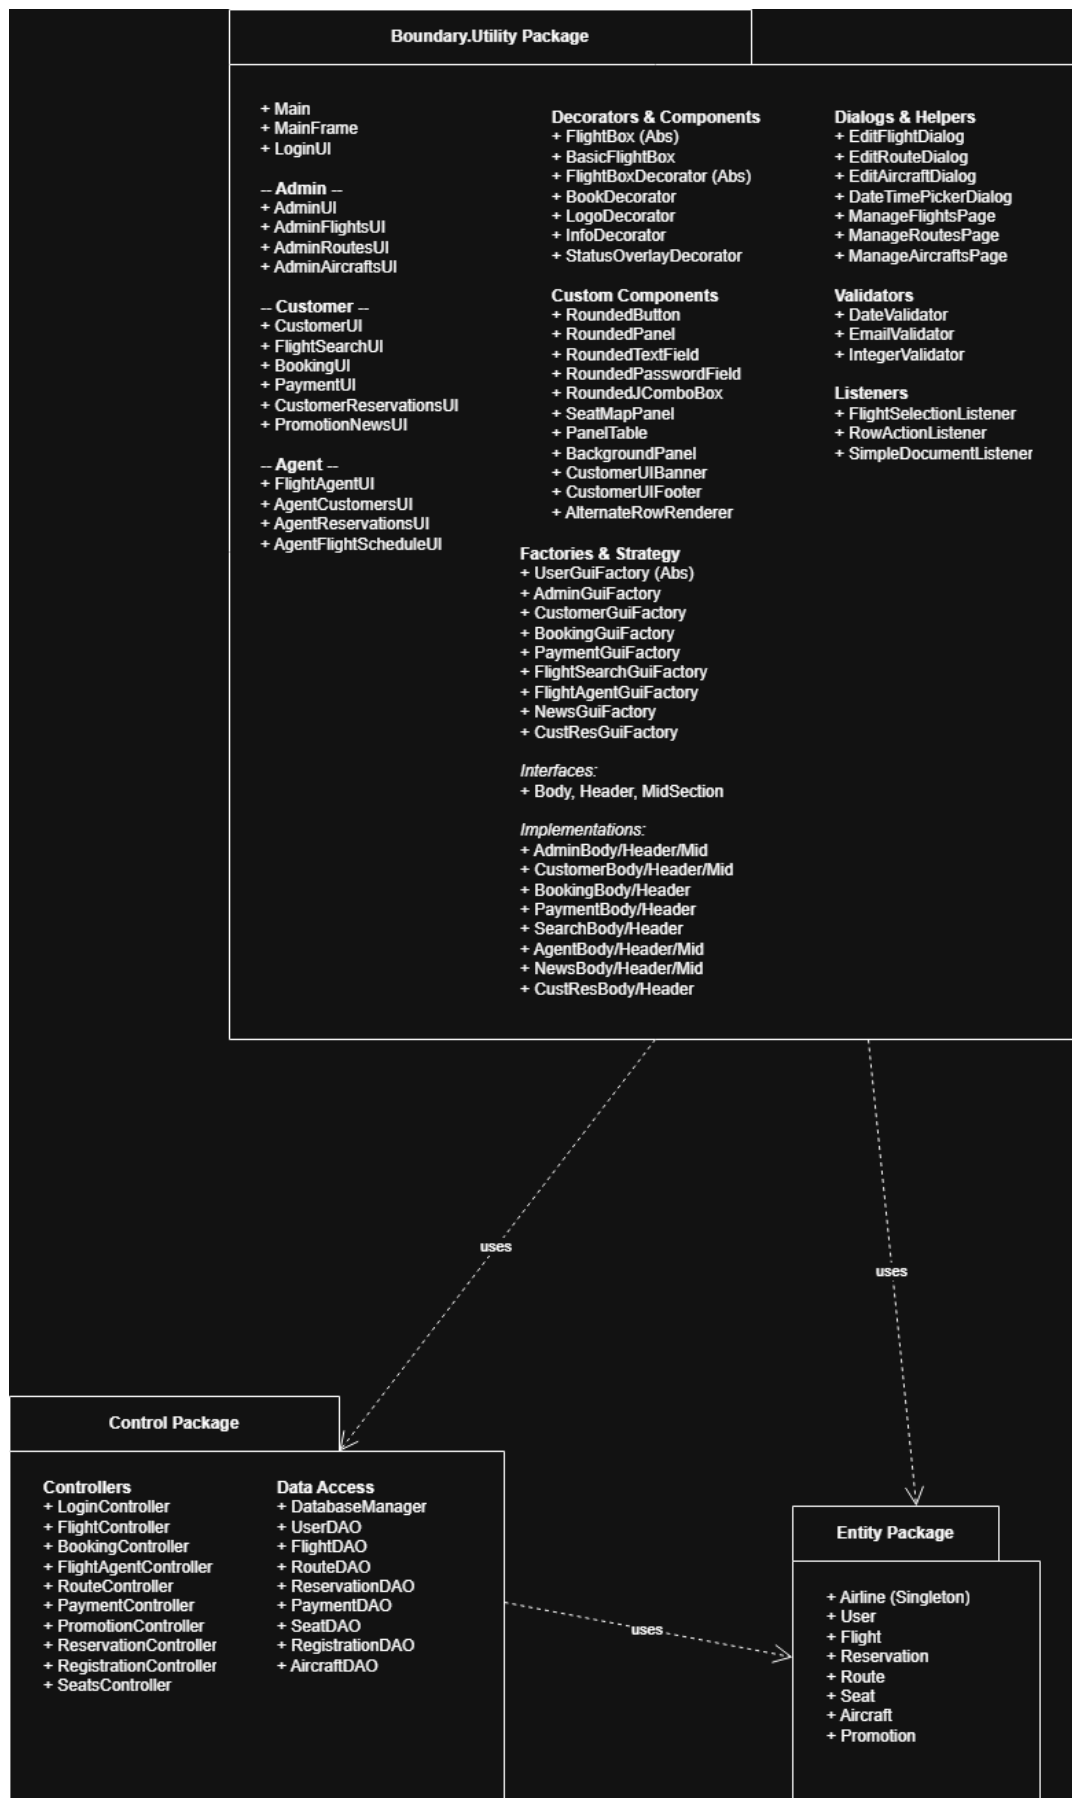 Boundary.Utility Package
+ Main
+ MainFrame
+ LoginUI
-- Admin --
+ AdminUI
+ AdminFlightsUI
+ AdminRoutesUI
+ AdminAircraftsUI
-- Customer --
+ CustomerUI
+ FlightSearchUI
+ BookingUI
+ PaymentUI
+ CustomerReservationsUI
+ PromotionNewsUI
-- Agent --
+ FlightAgentUI
+ AgentCustomersUI
+ AgentReservationsUI
+ AgentFlightScheduleUI
Decorators & Components
+ FlightBox (Abs)
+ BasicFlightBox
+ FlightBoxDecorator (Abs)
+ BookDecorator
+ LogoDecorator
+ InfoDecorator
+ StatusOverlayDecorator
Custom Components
+ RoundedButton
+ RoundedPanel
+ RoundedTextField
+ RoundedPasswordField
+ RoundedJComboBox
+ SeatMapPanel
+ PanelTable
+ BackgroundPanel
+ CustomerUIBanner
+ CustomerUIFooter
+ AlternateRowRenderer
Dialogs & Helpers
+ EditFlightDialog
+ EditRouteDialog
+ EditAircraftDialog
+ DateTimePickerDialog
+ ManageFlightsPage
+ ManageRoutesPage
+ ManageAircraftsPage
Validators
+ DateValidator
+ EmailValidator
+ IntegerValidator
Listeners
+ FlightSelectionListener
+ RowActionListener
+ SimpleDocumentListener
Factories & Strategy
+ UserGuiFactory (Abs)
+ AdminGuiFactory
+ CustomerGuiFactory
+ BookingGuiFactory
+ PaymentGuiFactory
+ FlightSearchGuiFactory
+ FlightAgentGuiFactory
+ NewsGuiFactory
+ CustResGuiFactory
Interfaces:
+ Body, Header, MidSection
Implementations:
+ AdminBody/Header/Mid
+ CustomerBody/Header/Mid
+ BookingBody/Header
+ PaymentBody/Header
+ SearchBody/Header
+ AgentBody/Header/Mid
+ NewsBody/Header/Mid
+ CustResBody/Header
uses
uses
Control Package
Controllers
+ LoginController
+ FlightController
+ BookingController
+ FlightAgentController
+ RouteController
+ PaymentController
+ PromotionController
+ ReservationController
+ RegistrationController
+ SeatsController
Data Access
+ DatabaseManager
+ UserDAO
+ FlightDAO
+ RouteDAO
+ ReservationDAO
+ PaymentDAO
+ SeatDAO
+ RegistrationDAO
+ AircraftDAO
uses
Entity Package
+ Airline (Singleton)
+ User
+ Flight
+ Reservation
+ Route
+ Seat
+ Aircraft
+ Promotion